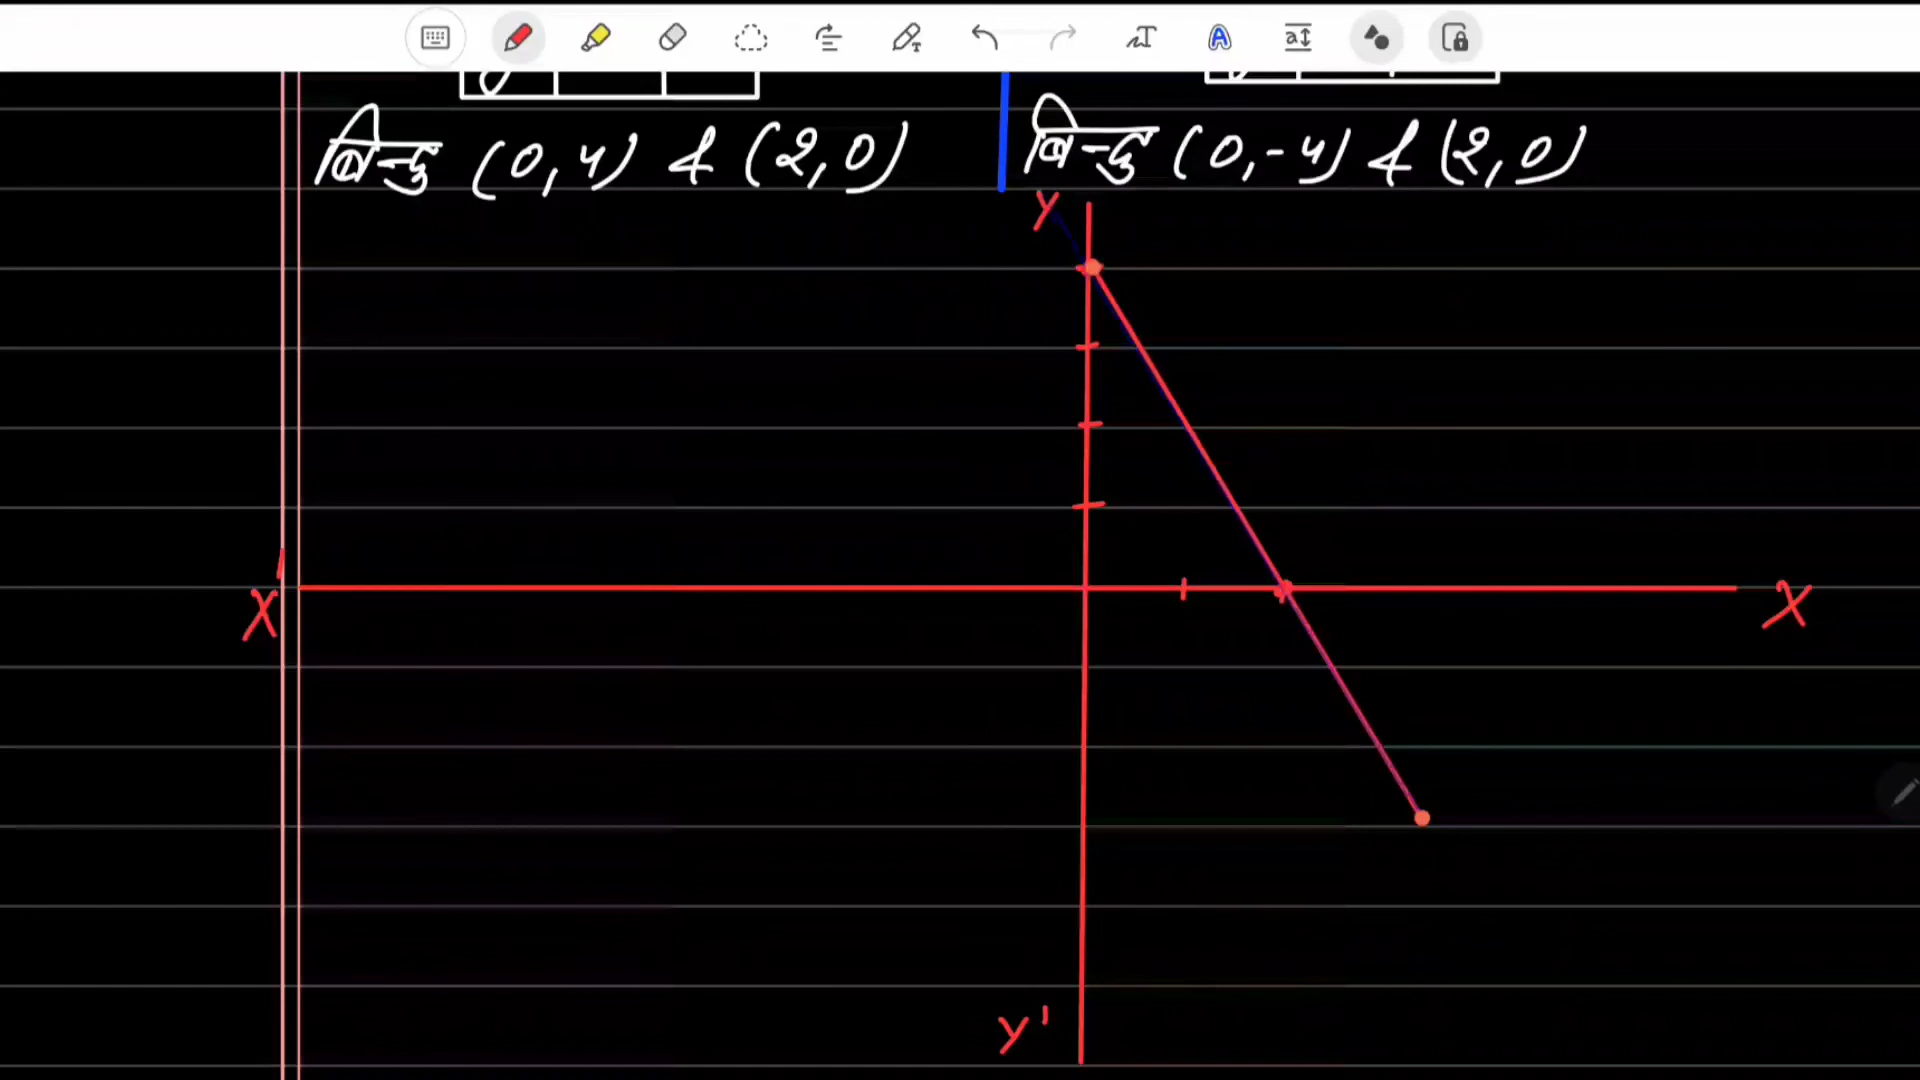 बिन्दु (0, 4) & (2, 0)
बिन्दु (0, -4) & (2, 0)
Y
X'
X
Y'